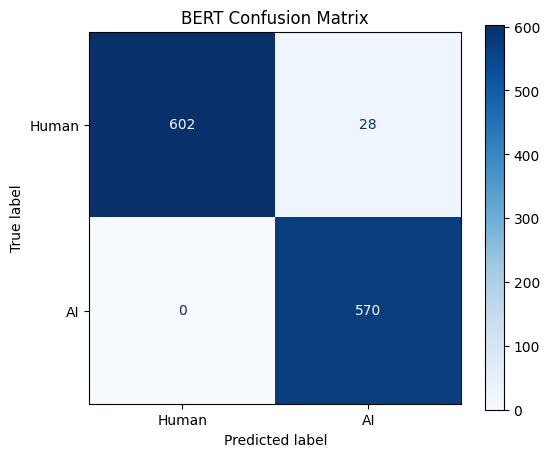 BERT Confusion Matrix
600
Human 602 28
500
400
True label
300
200
AI 0 570
100
0
Human AI
Predicted label